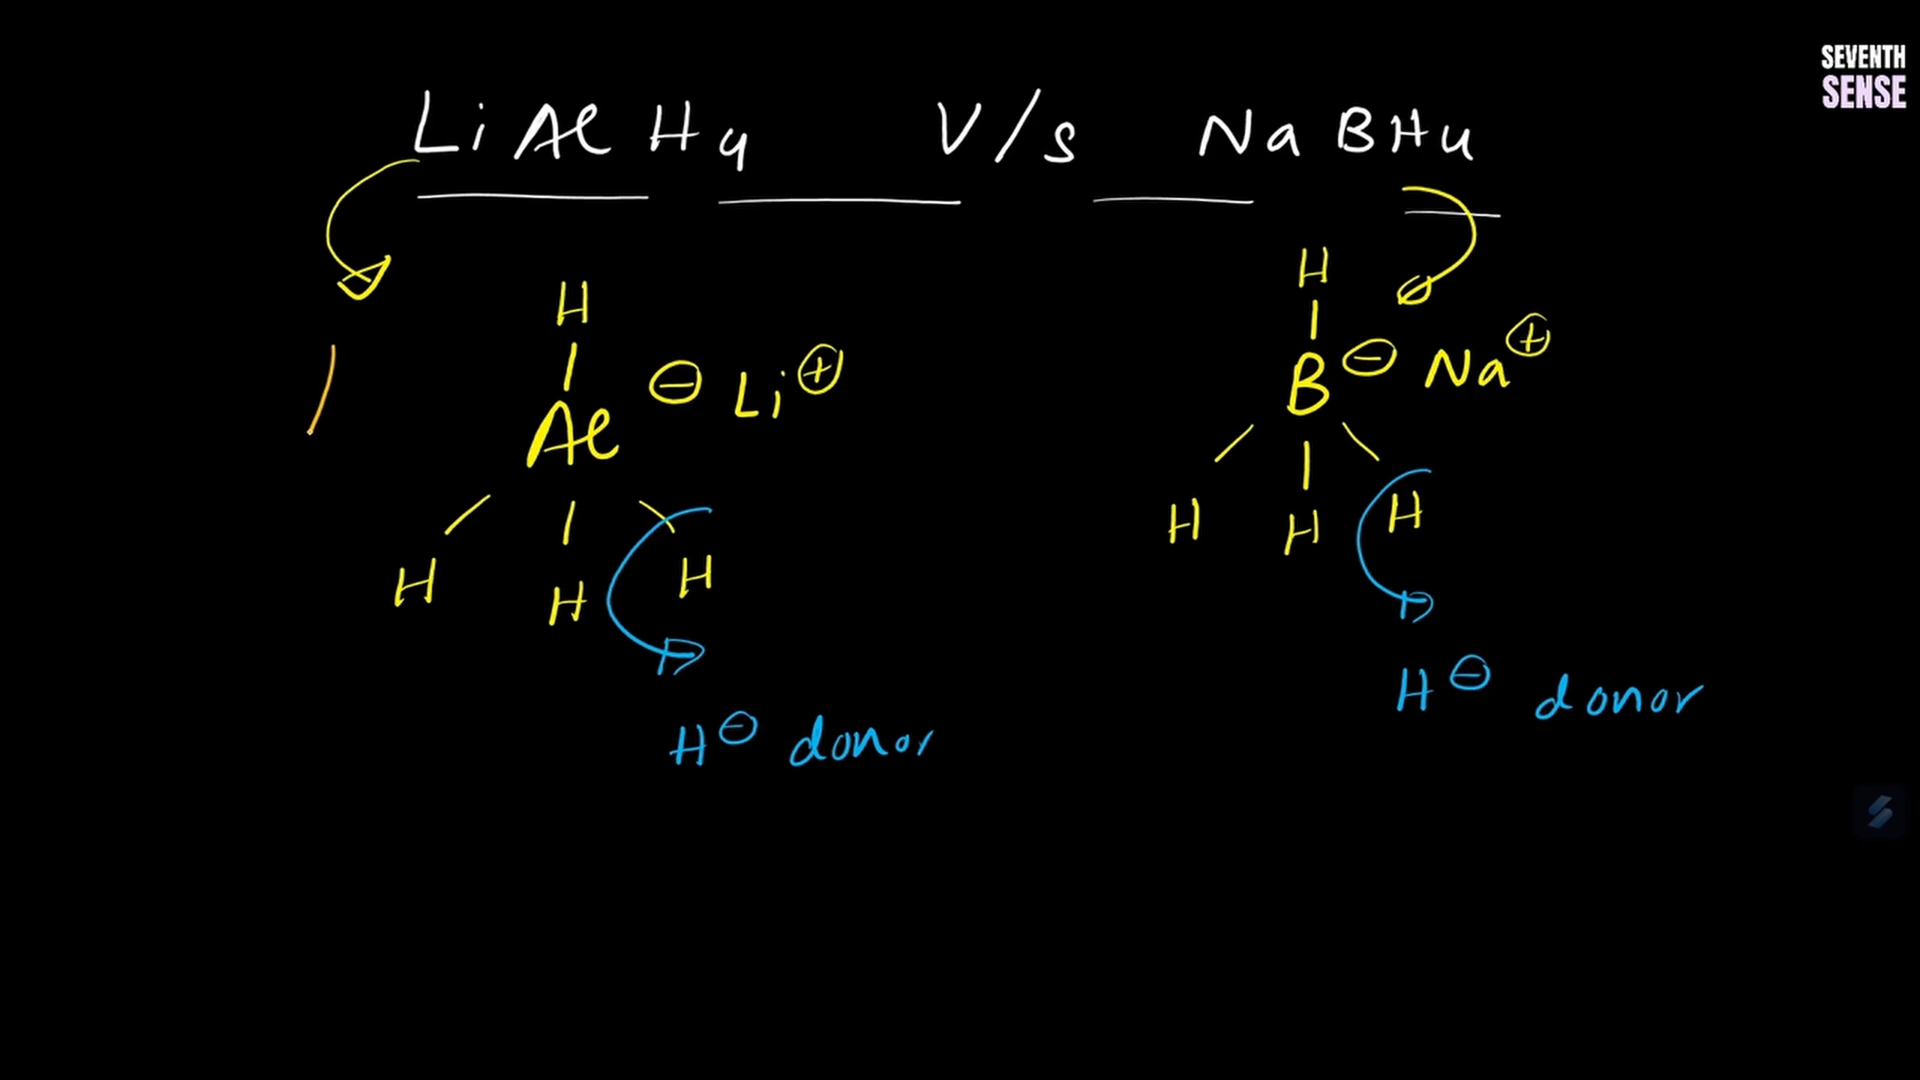 SEVENTH
SENSE
LiAlH4 V/s NaBH4
H
H
Al ⊖ Li⊕
B ⊖ Na⊕
H H H
H H H
H⊖ donor
H⊖ donor